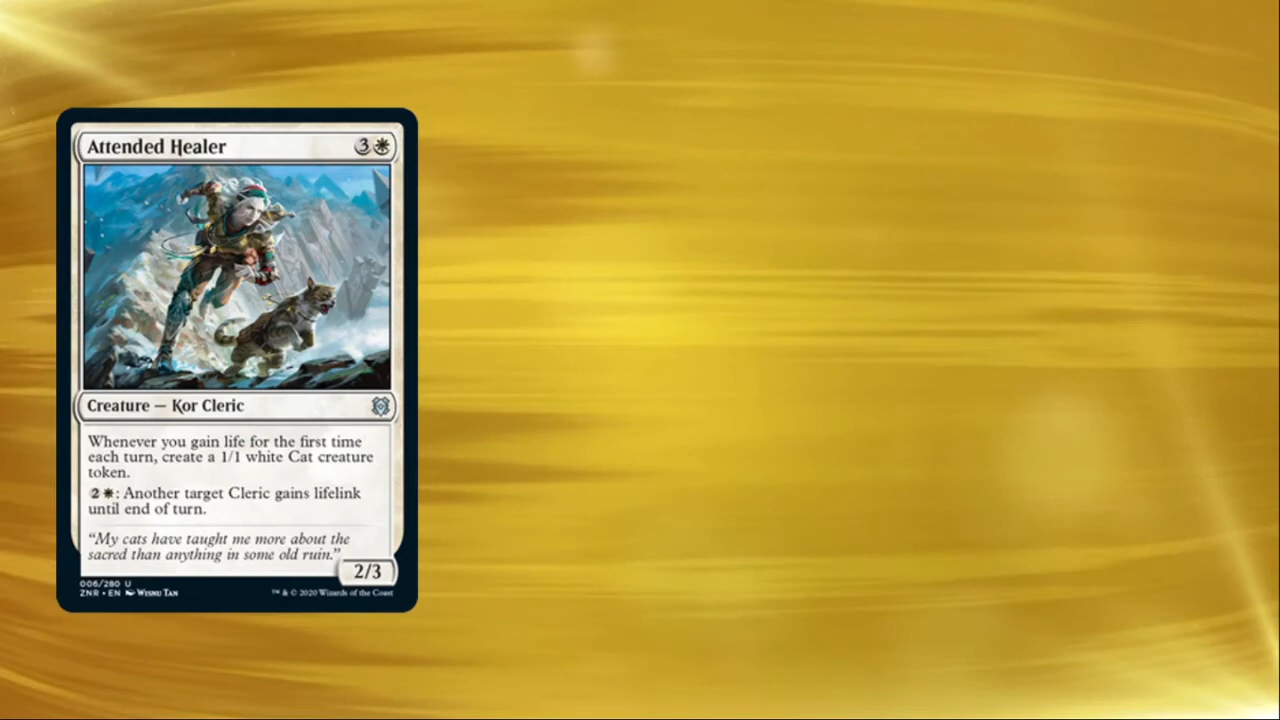 Attended Healer 3
Creature — Kor Cleric
Whenever you gain life for the first time
each turn, create a 1/1 white Cat creature
token.
2: Another target Cleric gains lifelink
until end of turn.
“My cats have taught me more about the
sacred than anything in some old ruin.”
2/3
006/280 U
ZNR • EN Wisnu Tan
™ & © 2020 Wizards of the Coast